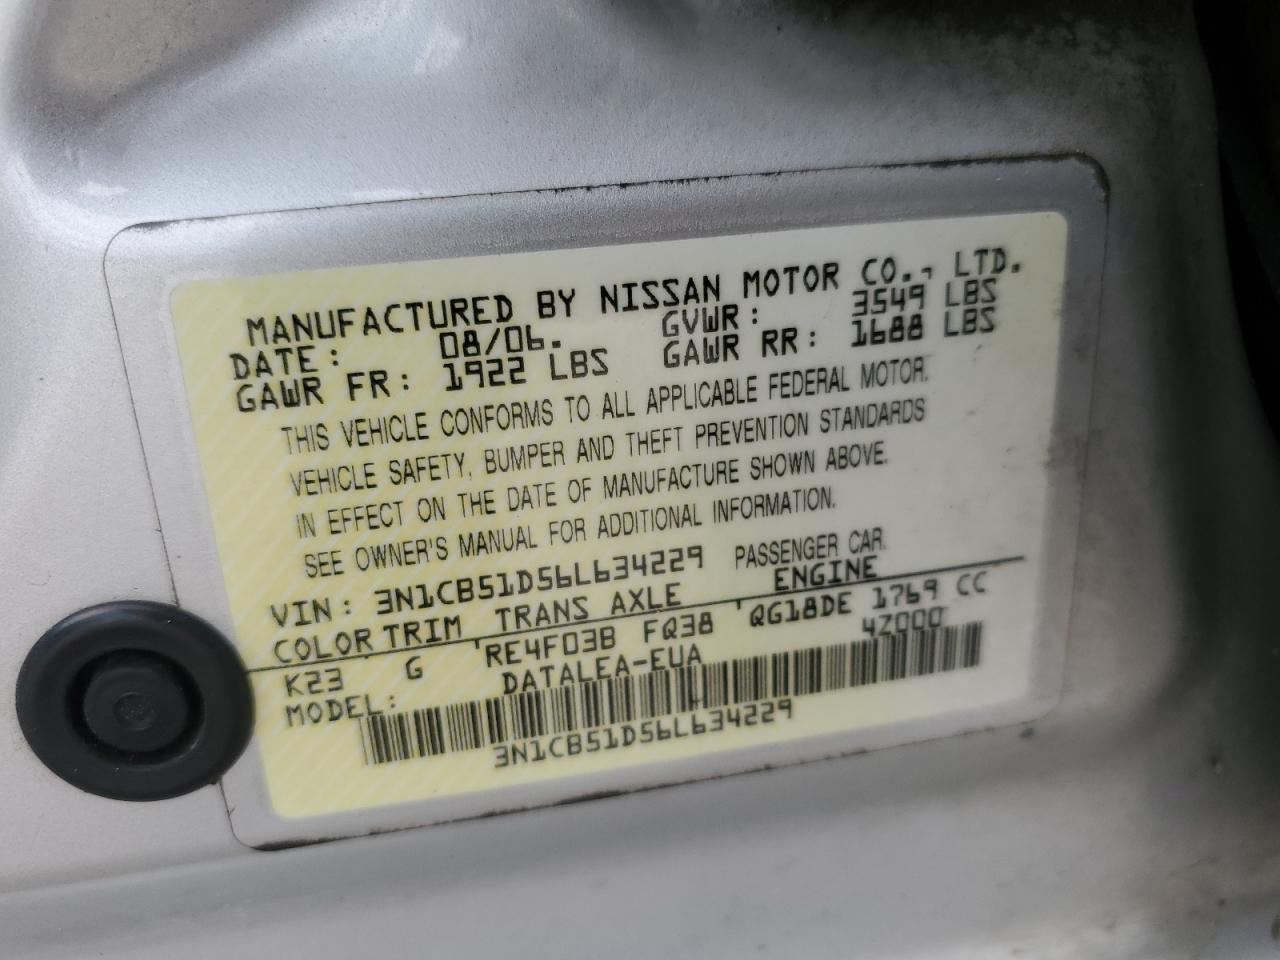 MANUFACTURED BY NISSAN MOTOR CO., LTD.
DATE: 08/06. GVWR: 3549 LBS
GAWR FR: 1922 LBS GAWR RR: 1688 LBS
THIS VEHICLE CONFORMS TO ALL APPLICABLE FEDERAL MOTOR.
VEHICLE SAFETY, BUMPER AND THEFT PREVENTION STANDARDS
IN EFFECT ON THE DATE OF MANUFACTURE SHOWN ABOVE.
SEE OWNER'S MANUAL FOR ADDITIONAL INFORMATION.
VIN: 3N1CB51D56L634229 PASSENGER CAR.
COLOR TRIM TRANS AXLE ENGINE
K23 G RE4F03B FQ38 QG18DE 1769 CC
MODEL: DATALEA-EUA 4Z000
3N1CB51D56L634229